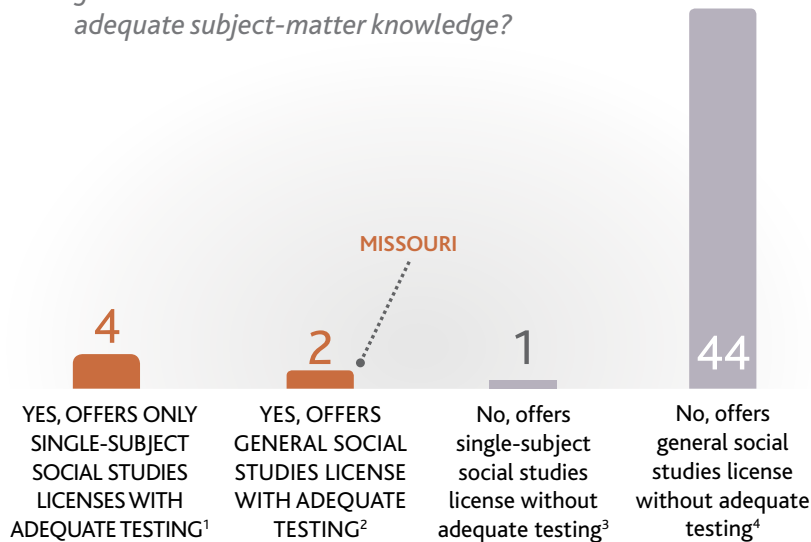 adequate subject-matter knowledge?
MISSOURI
4
2
1
44
YES, OFFERS ONLY
SINGLE-SUBJECT
SOCIAL STUDIES
LICENSES WITH
ADEQUATE TESTING¹
YES, OFFERS
GENERAL SOCIAL
STUDIES LICENSE
WITH ADEQUATE
TESTING²
No, offers
single-subject
social studies
license without
adequate testing³
No, offers
general social
studies license
without adequate
testing⁴